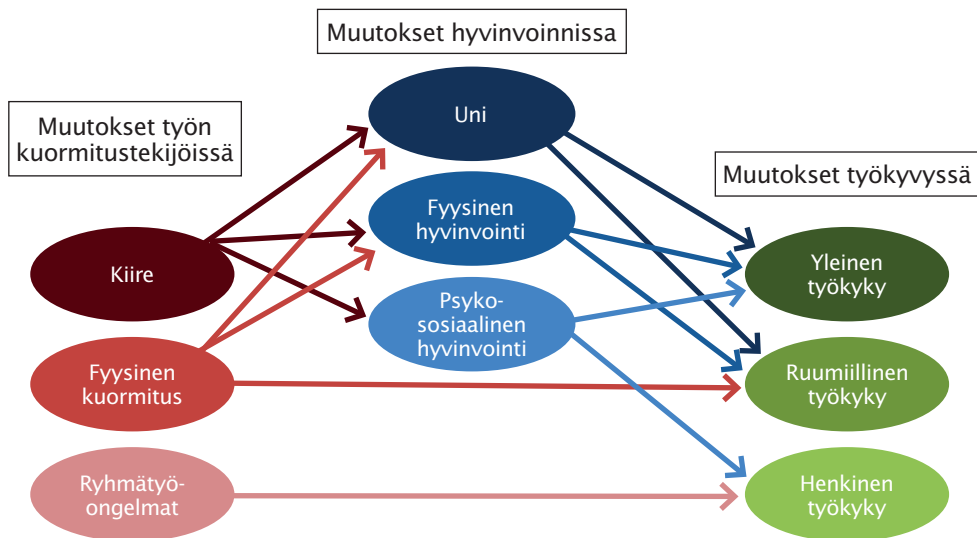 Muutokset hyvinvoinnissa
Muutokset työn
kuormitustekijöissä
Muutokset työkyvyssä
Uni
Fyysinen
hyvinvointi
Psyko-
sosiaalinen
hyvinvointi
Kiire
Fyysinen
kuormitus
Ryhmätyö-
ongelmat
Yleinen
työkyky
Ruumiillinen
työkyky
Henkinen
työkyky